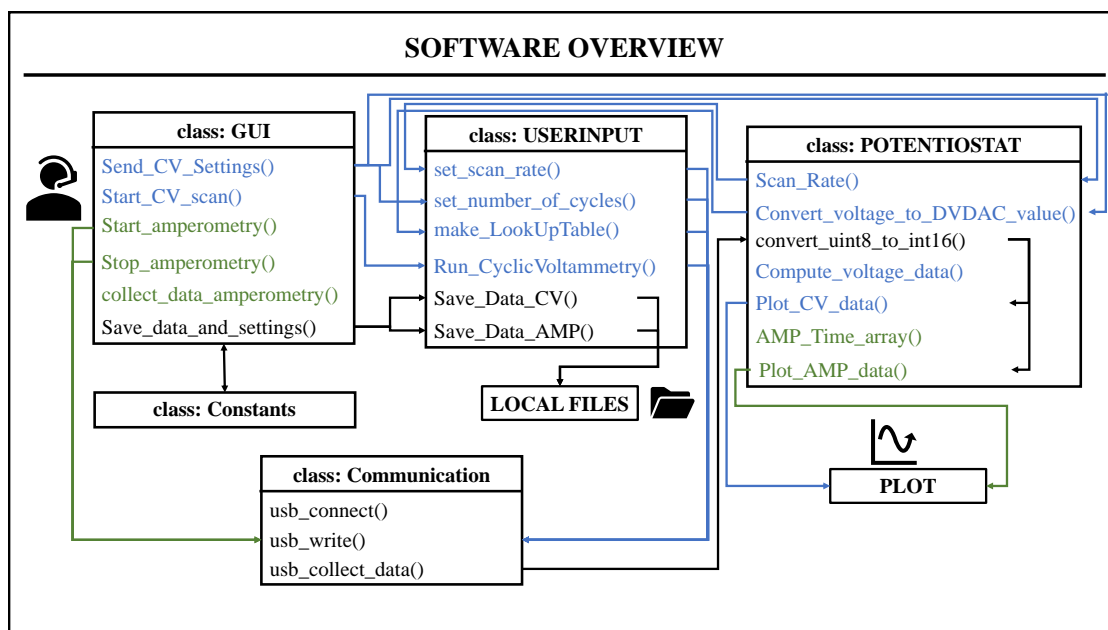 SOFTWARE OVERVIEW
class: GUI
Send_CV_Settings()
Start_CV_scan()
Start_amperometry()
Stop_amperometry()
collect_data_amperometry()
Save_data_and_settings()
class: Constants
class: USERINPUT
set_scan_rate()
set_number_of_cycles()
make_LookUpTable()
Run_CyclicVoltammetry()
Save_Data_CV()
Save_Data_AMP()
LOCAL FILES
class: POTENTIOSTAT
Scan_Rate()
Convert_voltage_to_DVDAC_value()
convert_uint8_to_int16()
Compute_voltage_data()
Plot_CV_data()
AMP_Time_array()
Plot_AMP_data()
PLOT
class: Communication
usb_connect()
usb_write()
usb_collect_data()